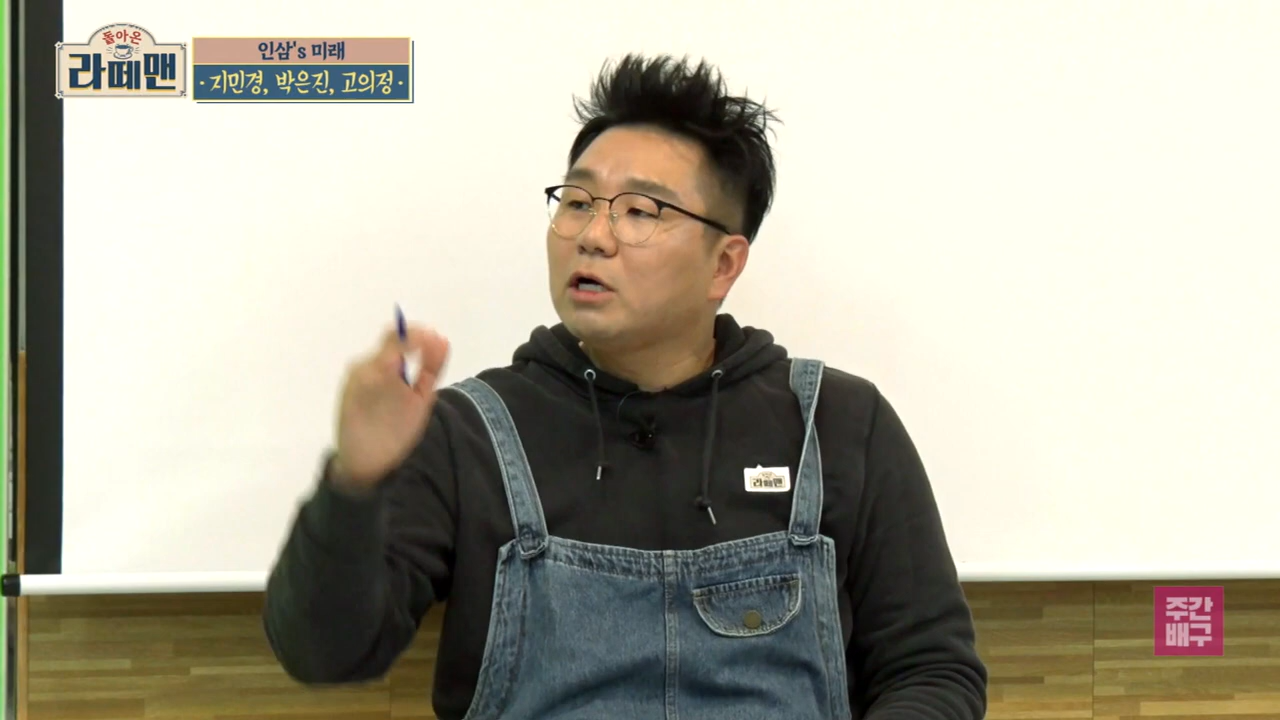 돌아온
라떼맨
인삼's 미래
·지민경, 박은진, 고의정·
라떼맨
주간
배구